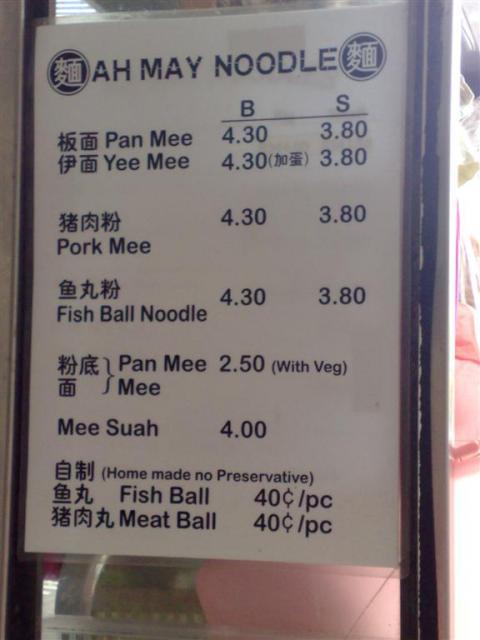 麵 AH MAY NOODLE 麵
B S
板面 Pan Mee 4.30 3.80
伊面 Yee Mee 4.30(加蛋) 3.80
猪肉粉 4.30 3.80
Pork Mee
鱼丸粉 4.30 3.80
Fish Ball Noodle
粉底 } Pan Mee 2.50 (With Veg)
面 } Mee
Mee Suah 4.00
自制 (Home made no Preservative)
鱼丸 Fish Ball 40¢/pc
猪肉丸 Meat Ball 40¢/pc